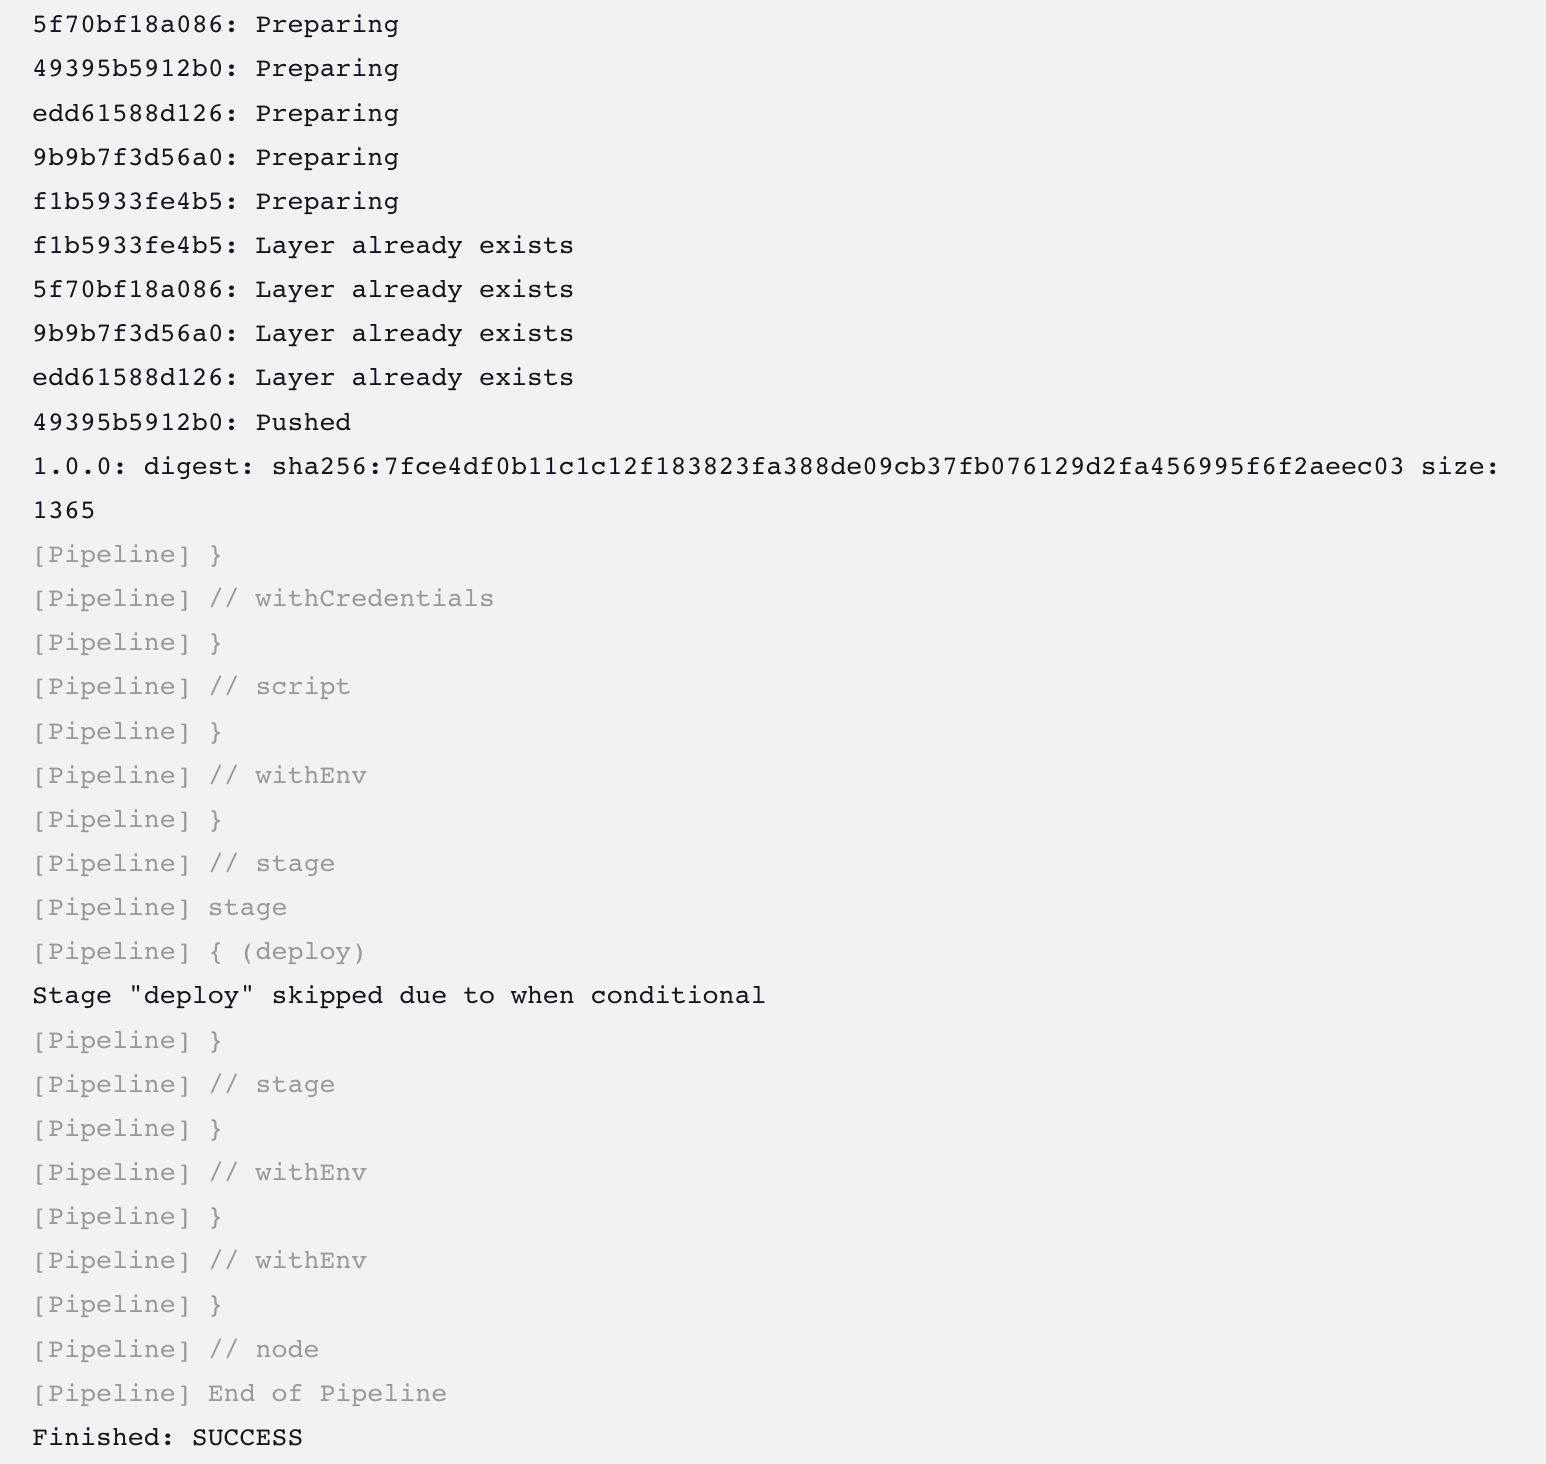 5f70bf18a086: Preparing
49395b5912b0: Preparing
edd61588d126: Preparing
9b9b7f3d56a0: Preparing
f1b5933fe4b5: Preparing
f1b5933fe4b5: Layer already exists
5f70bf18a086: Layer already exists
9b9b7f3d56a0: Layer already exists
edd61588d126: Layer already exists
49395b5912b0: Pushed
1.0.0: digest: sha256:7fce4df0b11c1c12f183823fa388de09cb37fb076129d2fa456995f6f2aeec03 size:
1365
[Pipeline] }
[Pipeline] // withCredentials
[Pipeline] }
[Pipeline] // script
[Pipeline] }
[Pipeline] // withEnv
[Pipeline] }
[Pipeline] // stage
[Pipeline] stage
[Pipeline] { (deploy)
Stage "deploy" skipped due to when conditional
[Pipeline] }
[Pipeline] // stage
[Pipeline] }
[Pipeline] // withEnv
[Pipeline] }
[Pipeline] // withEnv
[Pipeline] }
[Pipeline] // node
[Pipeline] End of Pipeline
Finished: SUCCESS